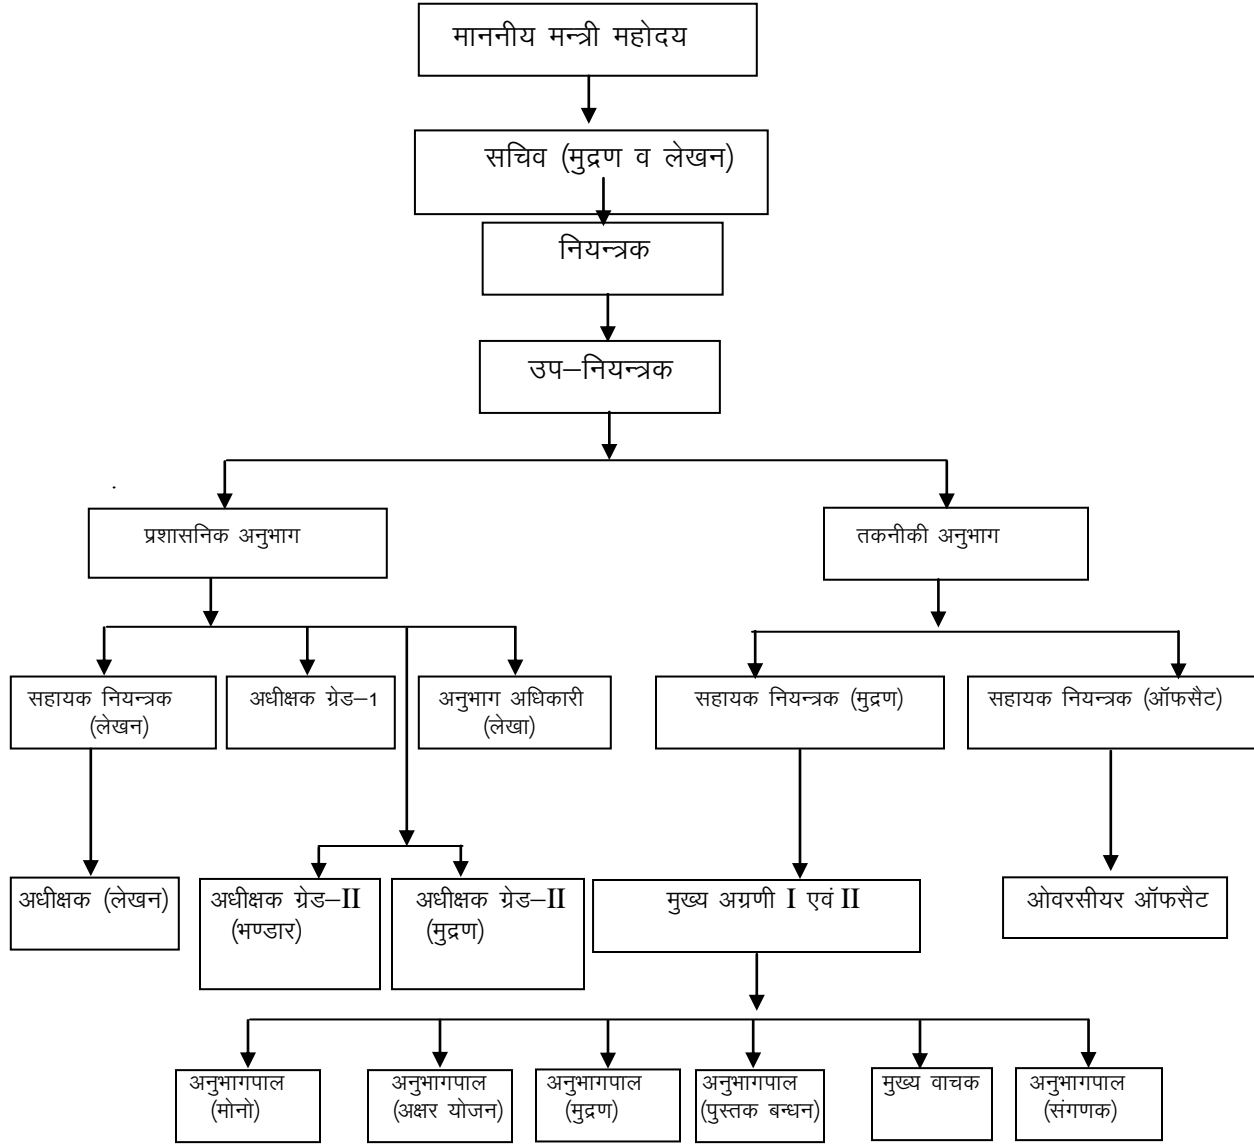 माननीय मन्त्री महोदय
सचिव (मुद्रण व लेखन)
नियन्त्रक
उप–नियन्त्रक
प्रशासनिक अनुभाग
तकनीकी अनुभाग
सहायक नियन्त्रक
(लेखन)
अधीक्षक ग्रेड–1
अनुभाग अधिकारी
(लेखा)
सहायक नियन्त्रक (मुद्रण)
सहायक नियन्त्रक (ऑफसैट)
अधीक्षक (लेखन)
अधीक्षक ग्रेड–II
(भण्डार)
अधीक्षक ग्रेड–II
(मुद्रण)
मुख्य अग्रणी I एवं II
ओवरसीयर ऑफसैट
अनुभागपाल
(मोनो)
अनुभागपाल
(अक्षर योजन)
अनुभागपाल
(मुद्रण)
अनुभागपाल
(पुस्तक बन्धन)
मुख्य वाचक
अनुभागपाल
(संगणक)